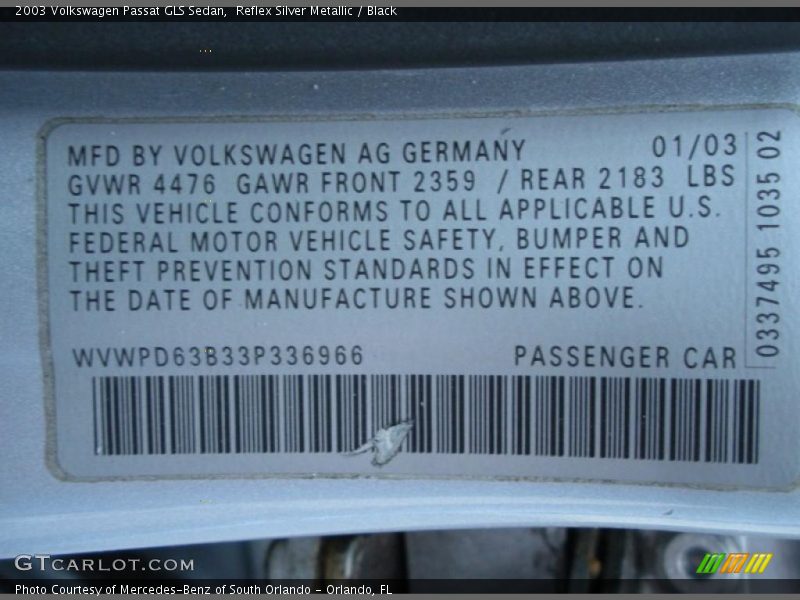 2003 Volkswagen Passat GLS Sedan,  Reflex Silver Metallic / Black
MFD BY VOLKSWAGEN AG GERMANY 01/03
GVWR 4476 GAWR FRONT 2359 / REAR 2183 LBS
THIS VEHICLE CONFORMS TO ALL APPLICABLE U.S.
FEDERAL MOTOR VEHICLE SAFETY, BUMPER AND
THEFT PREVENTION STANDARDS IN EFFECT ON
THE DATE OF MANUFACTURE SHOWN ABOVE.
WVWPD63B33P336966 PASSENGER CAR
0337495 1035 02
GTCARLOT.COM
Photo Courtesy of Mercedes-Benz of South Orlando - Orlando, FL